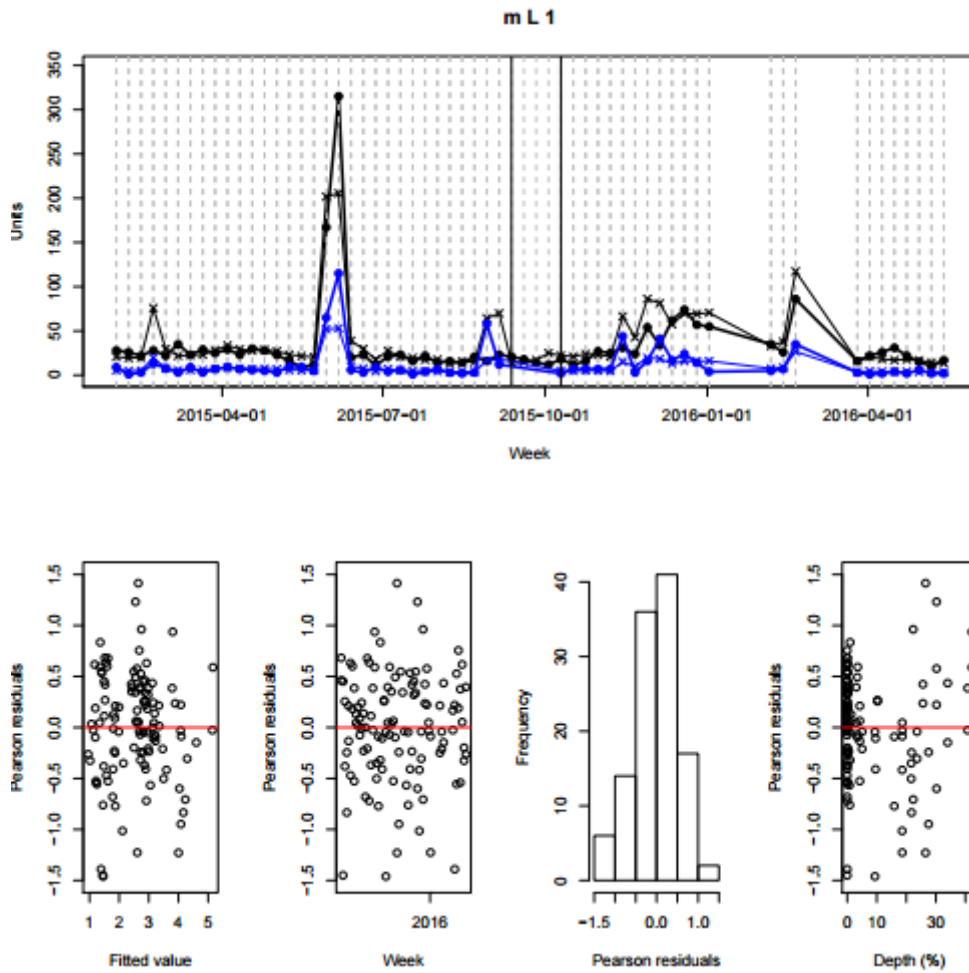 m L 1
350
300
250
200
150
100
50
0
Units
2015−04−01 2015−07−01 2015−10−01 2016−01−01 2016−04−01
Week
1.5
1.0
0.5
0.0
−0.5
−1.0
−1.5
Pearson residuals
1 2 3 4 5
Fitted value
1.5
1.0
0.5
0.0
−0.5
−1.0
−1.5
Pearson residuals
2016
Week
40
30
20
10
0
Frequency
−1.5 0.0 1.0
Pearson residuals
1.5
1.0
0.5
0.0
−0.5
−1.0
−1.5
Pearson residuals
0 10 30
Depth (%)